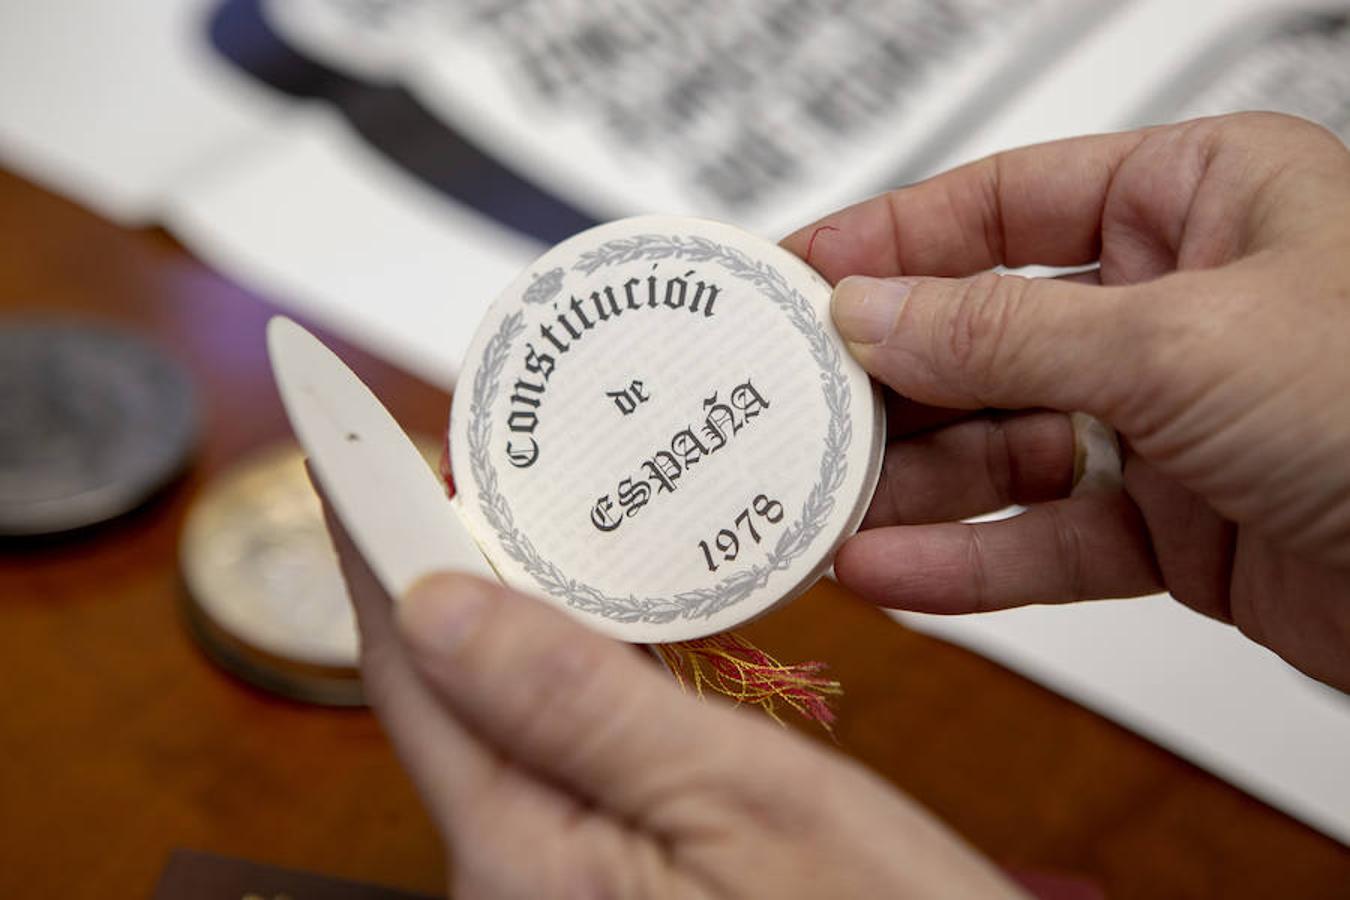 Constitución
de
ESPAÑA
1978